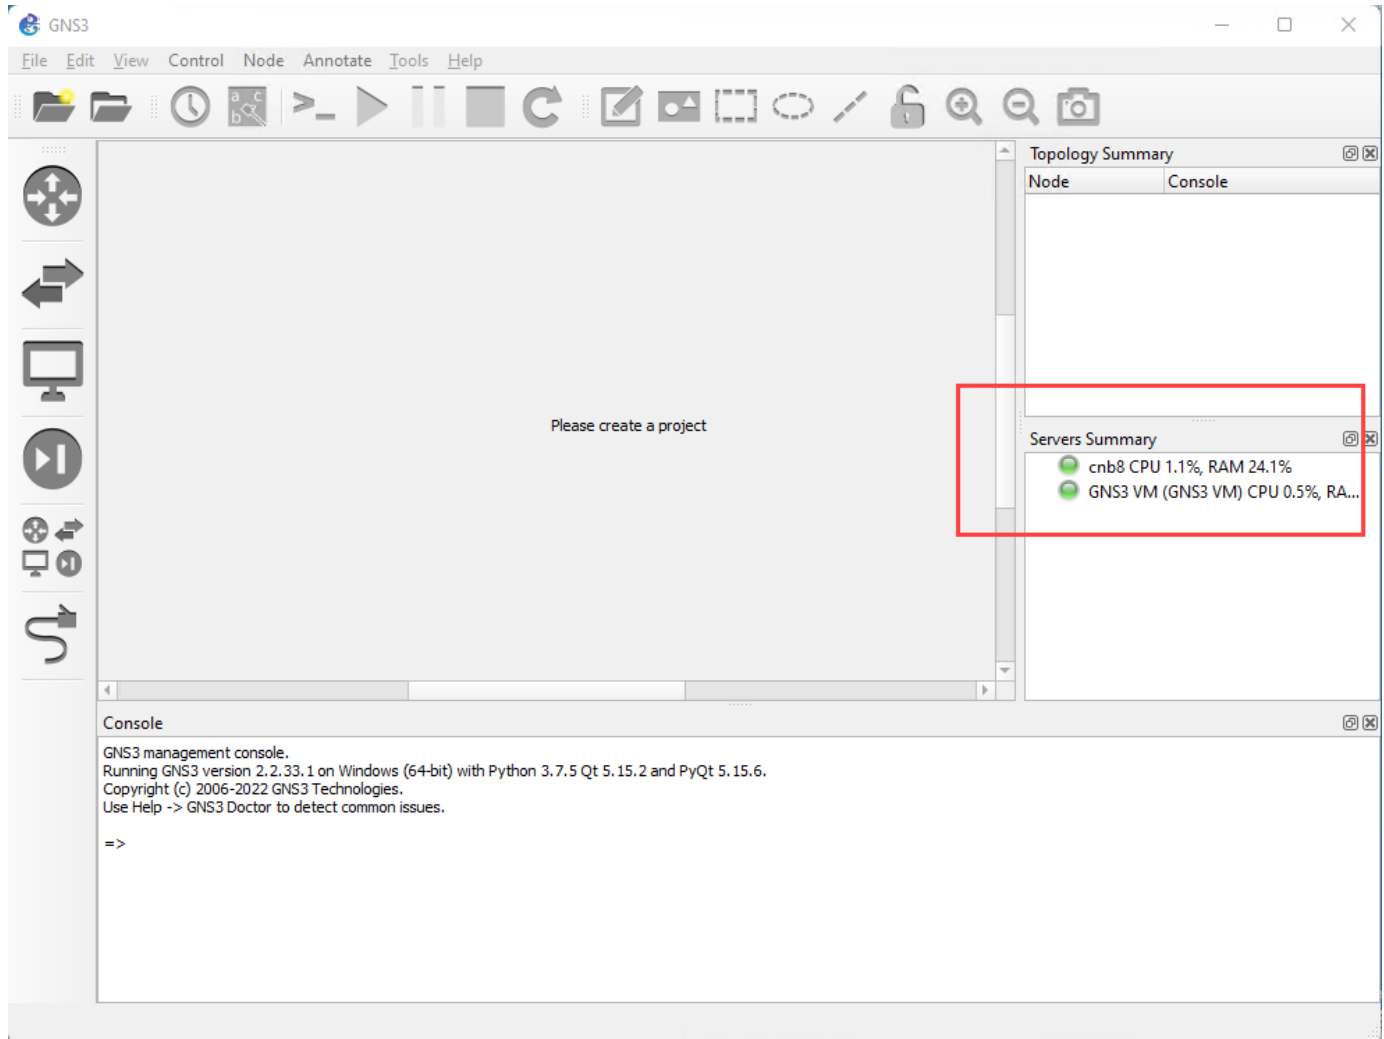 GNS3
File Edit View Control Node Annotate Tools Help
a c
b
Topology Summary
Node Console
Please create a project
Servers Summary
cnb8 CPU 1.1%, RAM 24.1%
GNS3 VM (GNS3 VM) CPU 0.5%, RA...
Console
GNS3 management console.
Running GNS3 version 2.2.33.1 on Windows (64-bit) with Python 3.7.5 Qt 5.15.2 and PyQt 5.15.6.
Copyright (c) 2006-2022 GNS3 Technologies.
Use Help -> GNS3 Doctor to detect common issues.
=>